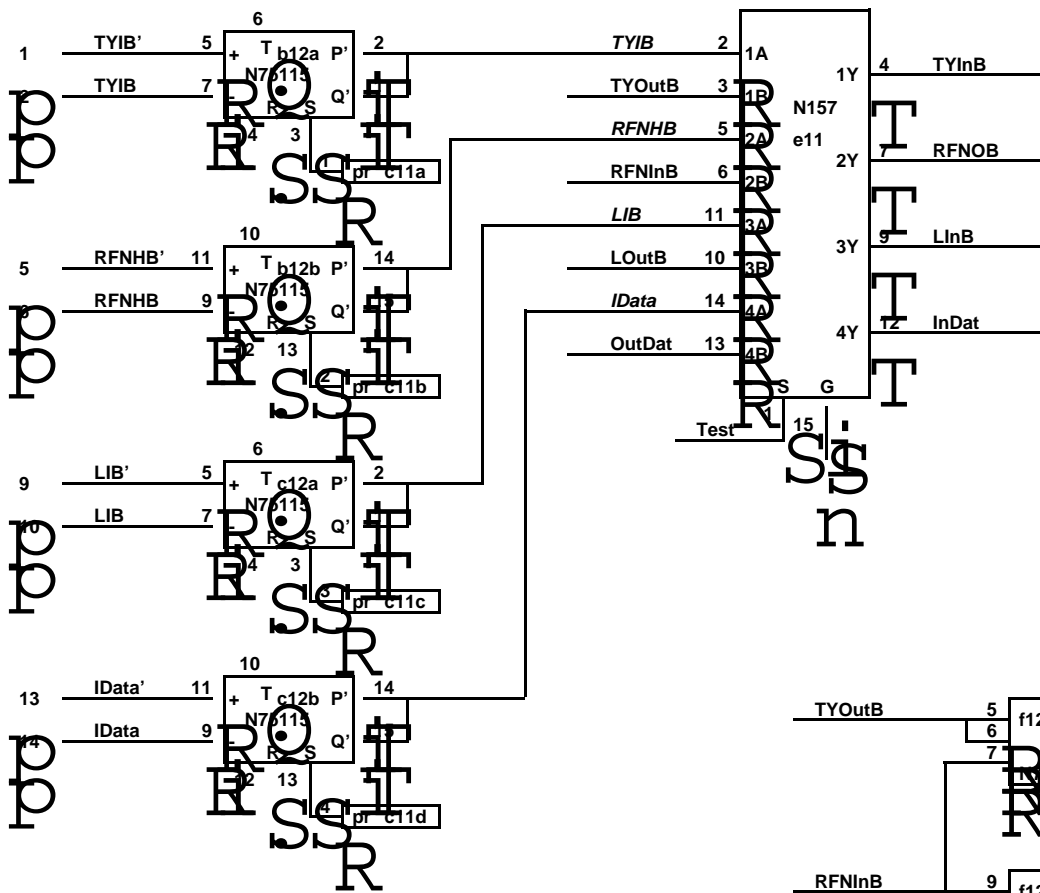 6
1 TYIB' 5 + T b12a P' 2 TYIB 2 1A
TYIB 7 - N75115 Q' TYOutB 3 1B 1Y 4 TYInB
R S N157
4 3 RFNHB 5 2A e11
1 pr c11a 2Y 7 RFNOB
RFNInB 6 2B
LIB 11 3A
10 3Y 9 LInB
5 RFNHB' 11 + T b12b P' 14 LOutB 10 3B
6 RFNHB 9 - N75115 Q' 15 IData 14 4A
R S 4Y 12 InDat
12 13 OutDat 13 4B
2 pr c11b S G
1
Test 15
6
9 LIB' 5 + T c12a P' 2
10 LIB 7 - N75115 Q'
R S
4 3
3 pr c11c
10
13 IData' 11 + T c12b P' 14
14 IData 9 - N75115 Q' 15
R S
12 13
4 pr c11d
TYOutB 5 f12
6
7
RFNInB 9 f12